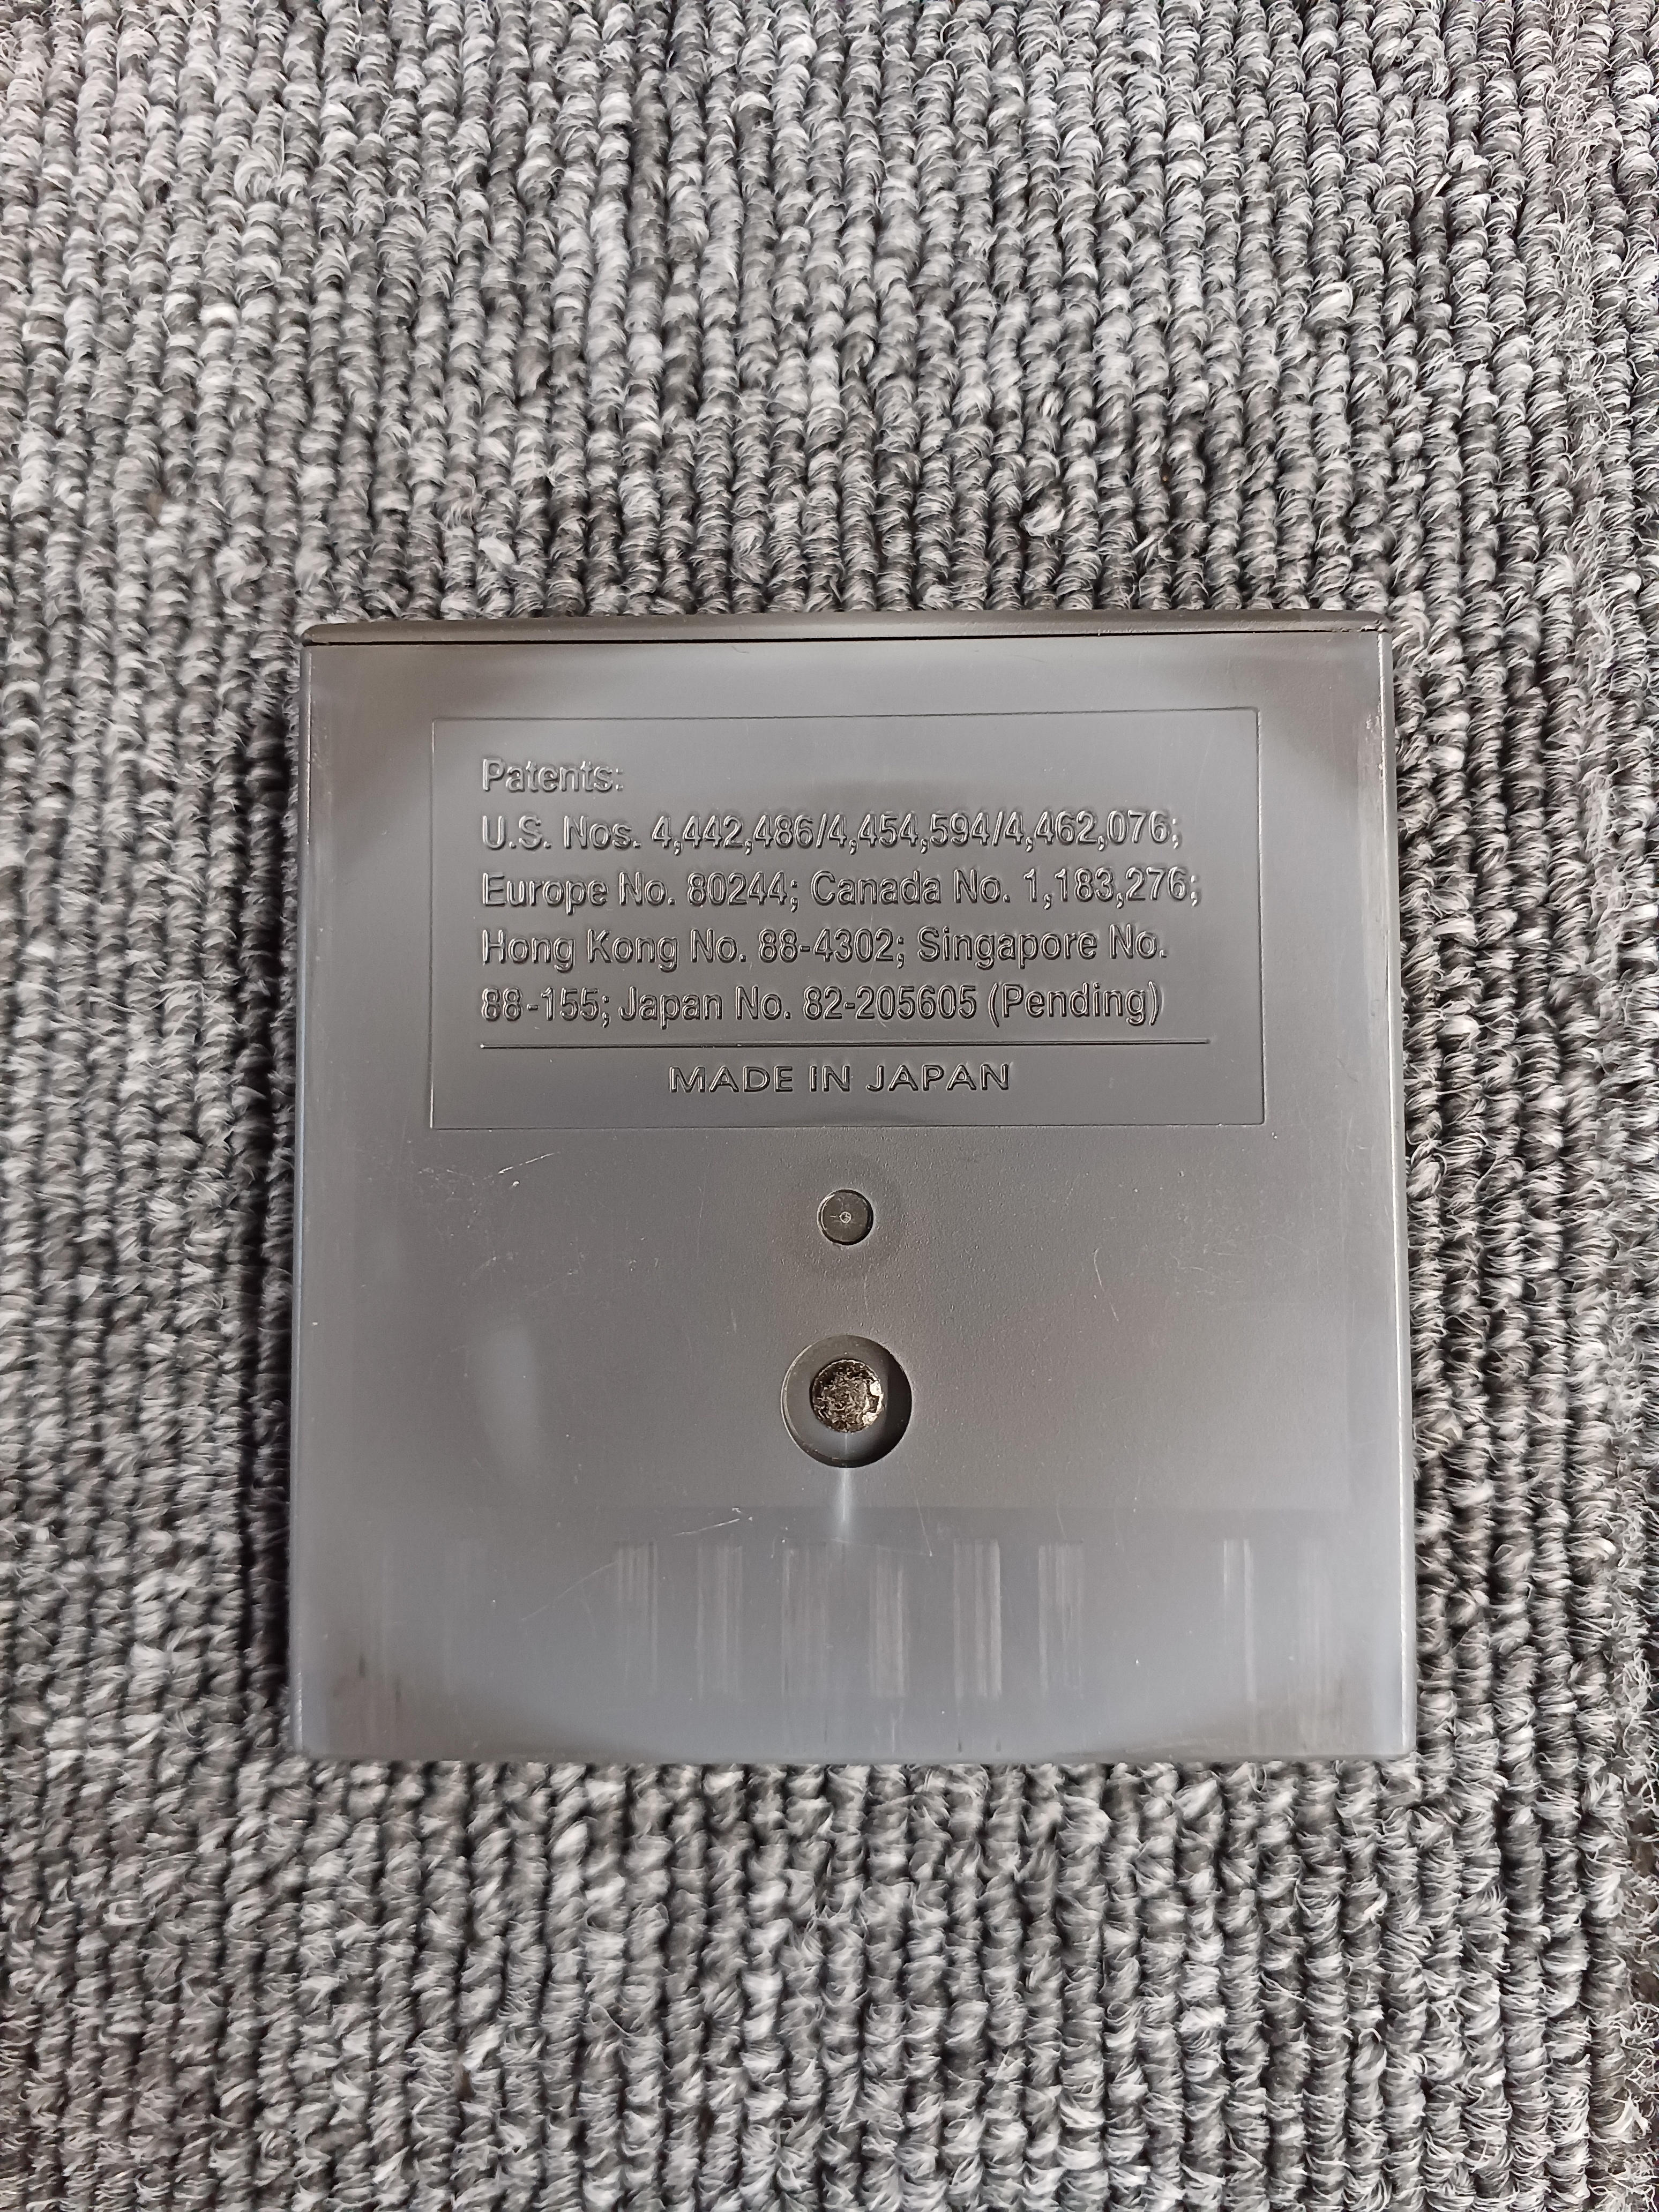 Patents:
U.S. Nos. 4,442,486/4,454,594/4,462,076;
Europe No. 80244; Canada No. 1,183,276;
Hong Kong No. 88-4302; Singapore No.
88-155; Japan No. 82-205605 (Pending)
MADE IN JAPAN